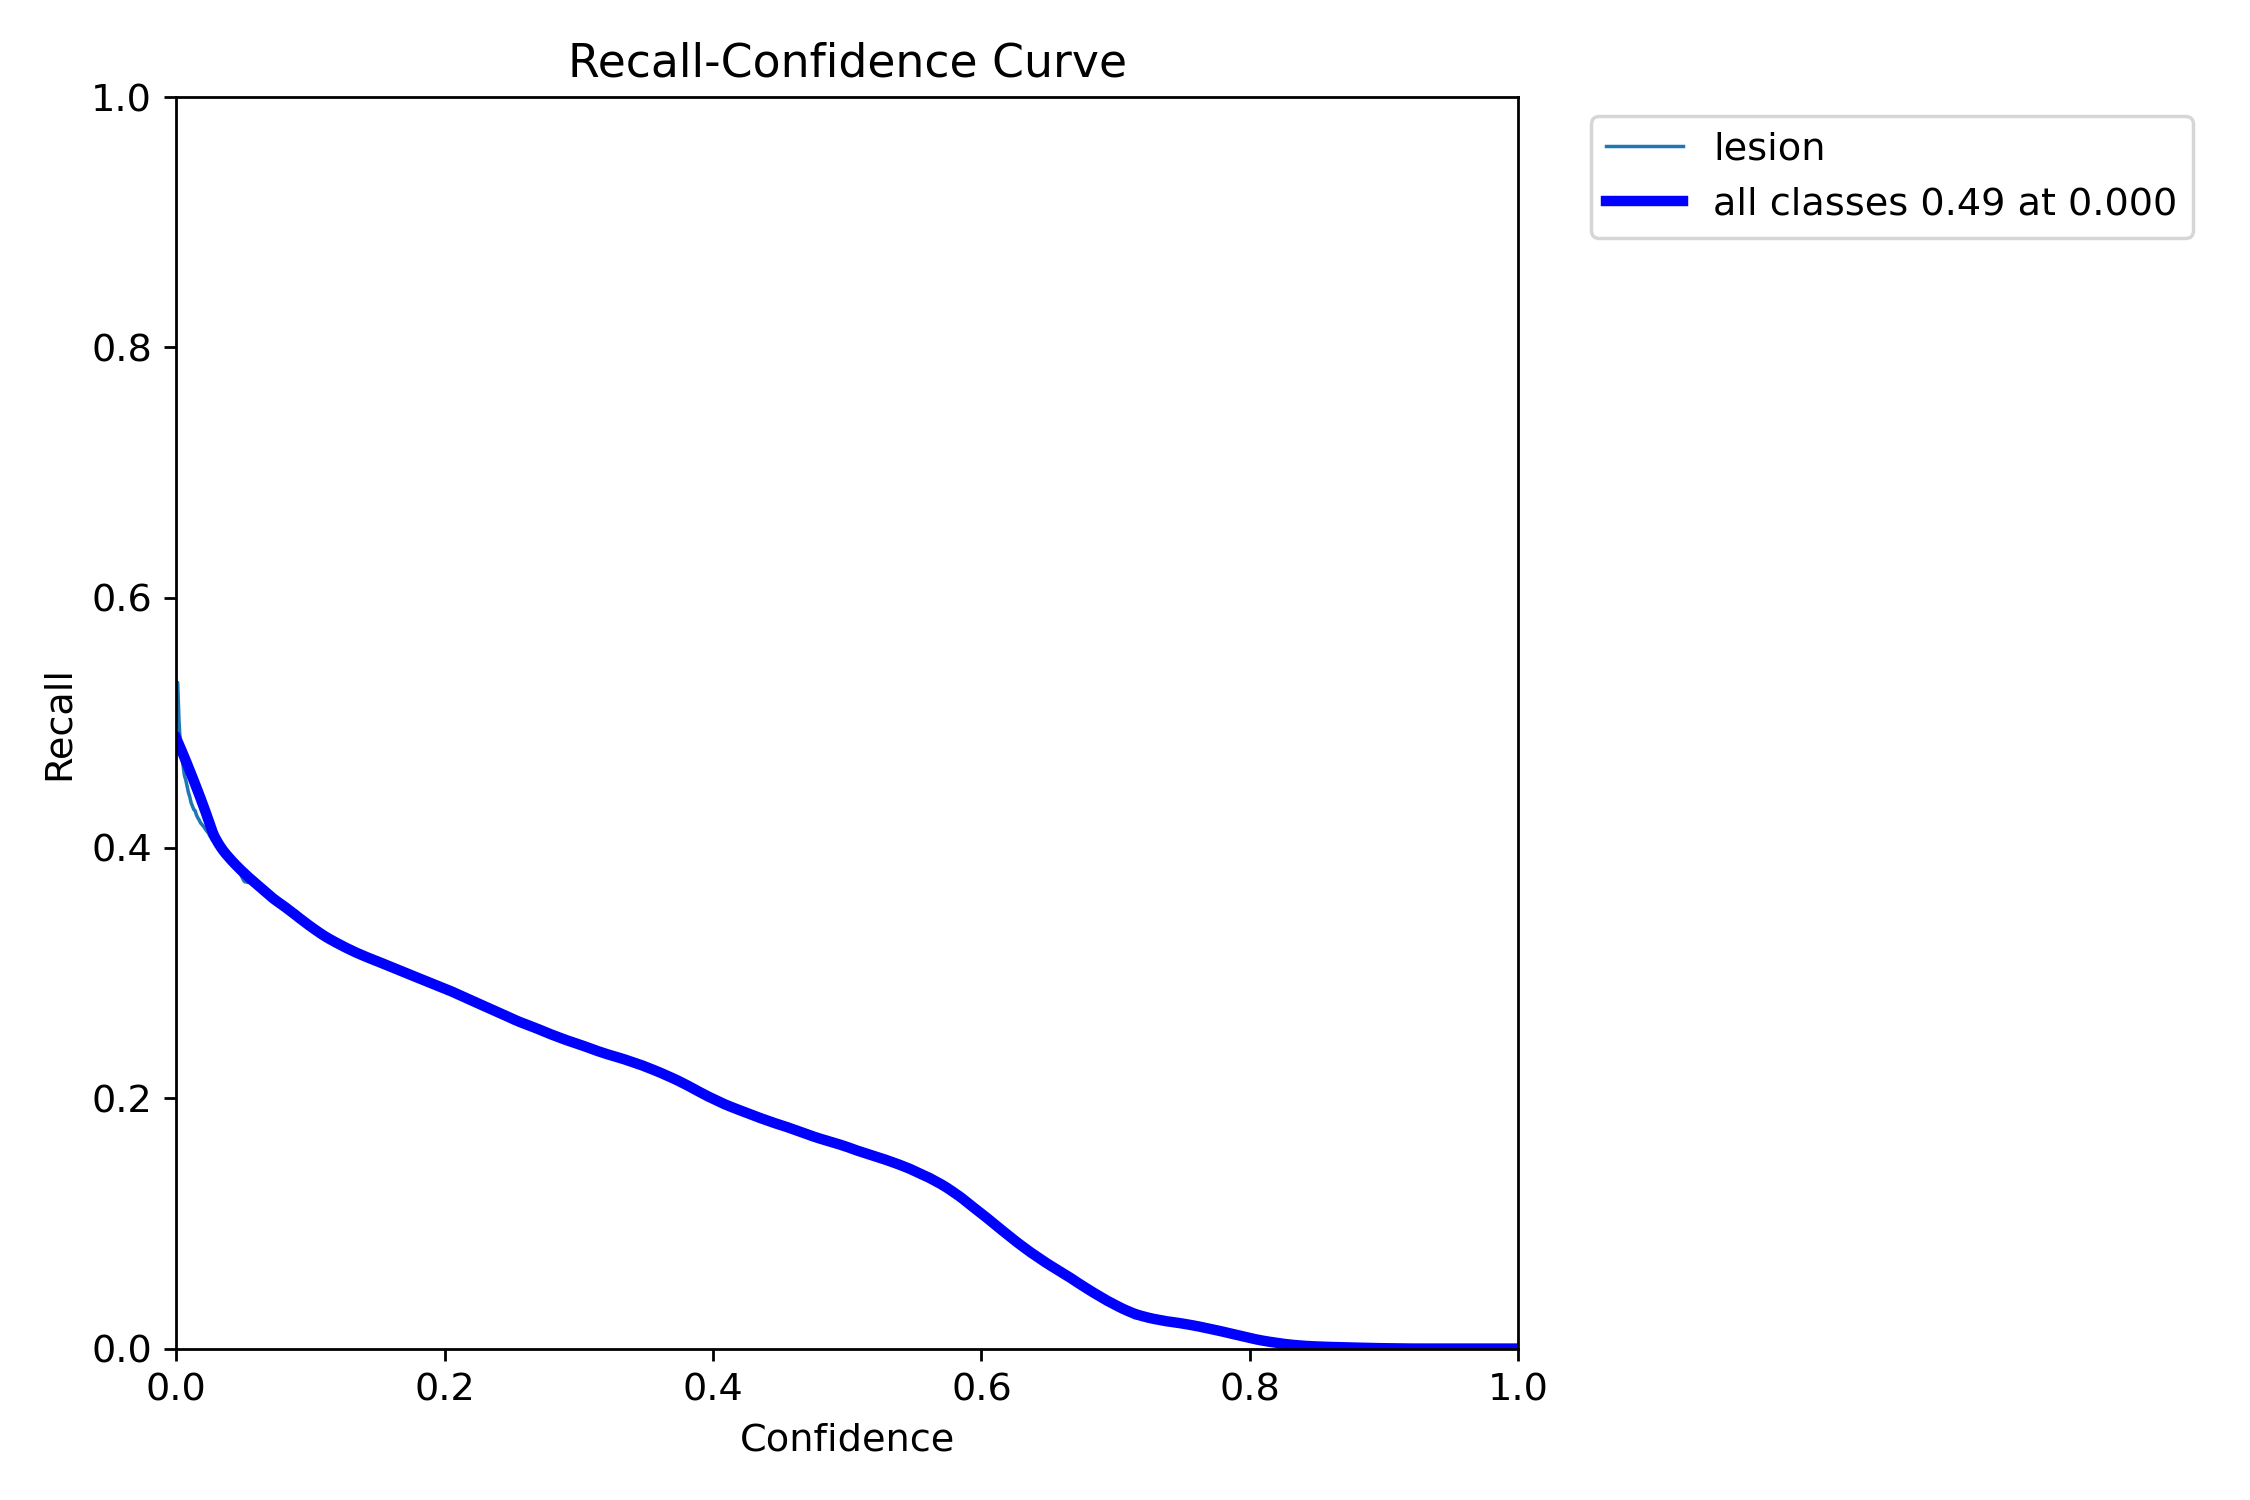 Recall-Confidence Curve
1.0
0.8
0.6
0.4
0.2
0.0
Recall
0.0 0.2 0.4 0.6 0.8 1.0
Confidence
lesion
all classes 0.49 at 0.000